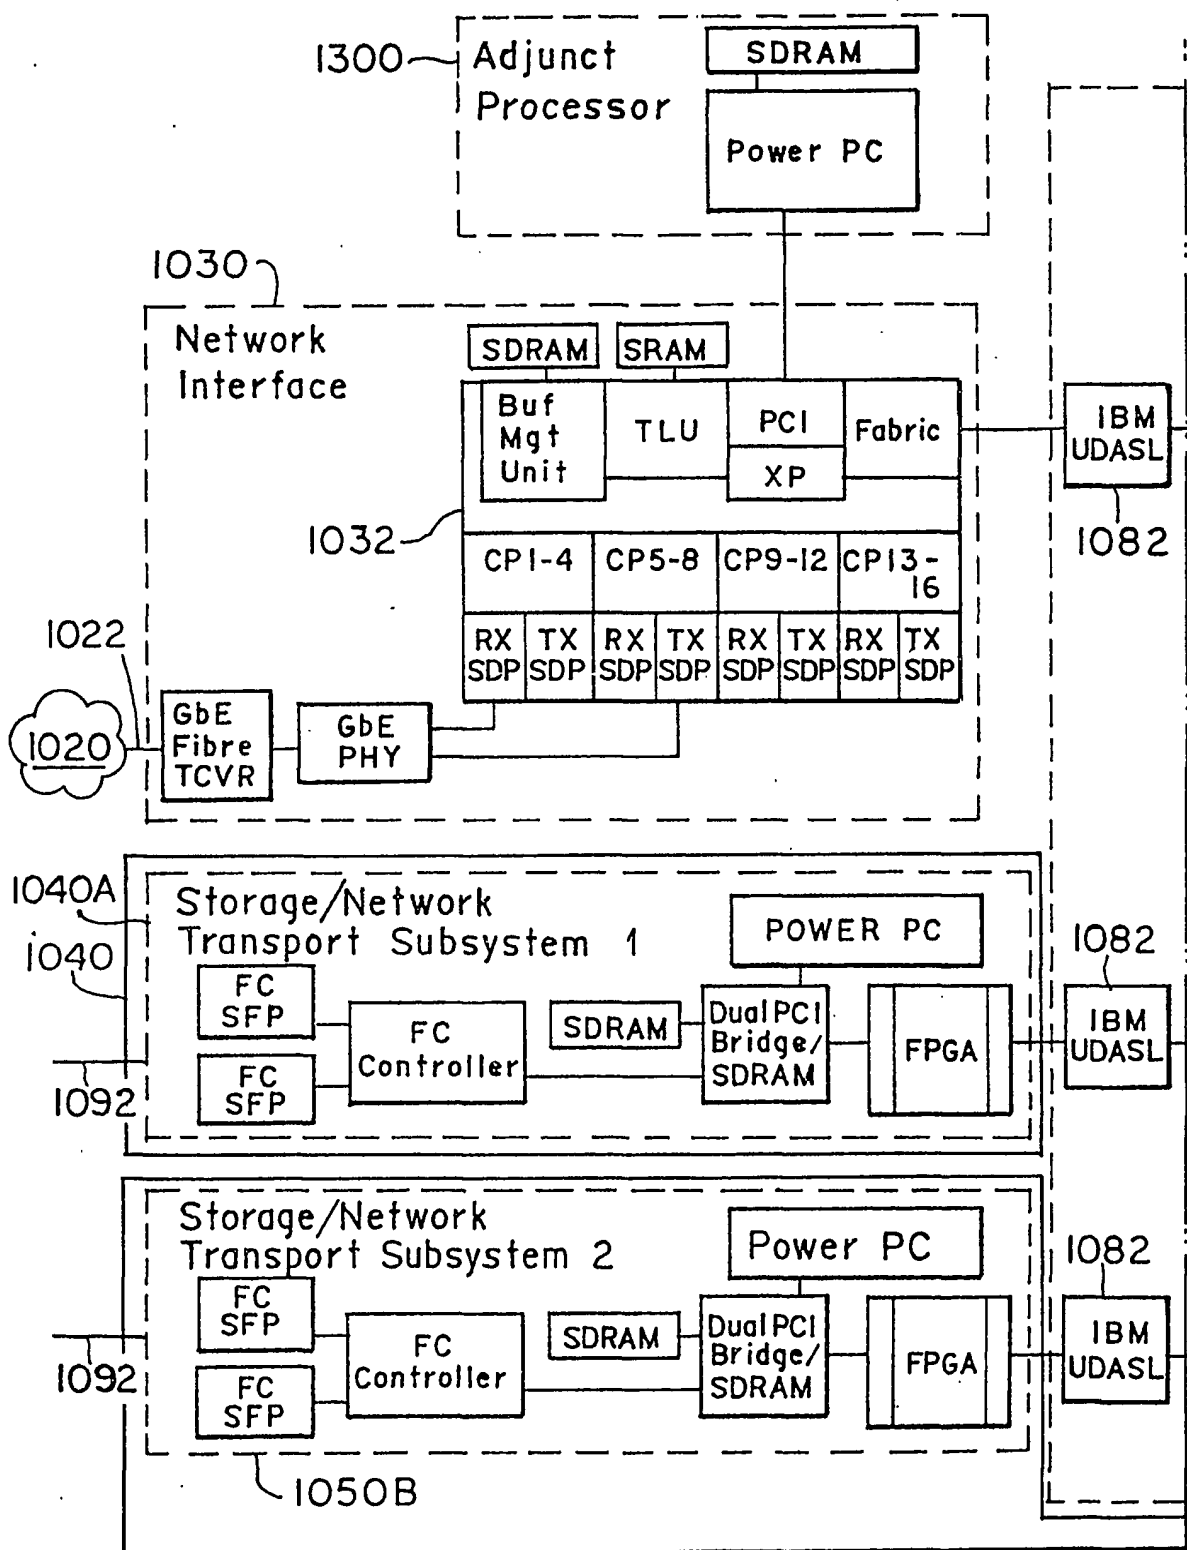 1300
Adjunct
Processor
SDRAM
Power PC
1030
Network
Interface
SDRAM
SRAM
Buf
Mgt
Unit
TLU
PCI
XP
Fabric
IBM
UDASL
1082
1032
CP1-4
CP5-8
CP9-12
CP13-
16
RX
SDP
TX
SDP
RX
SDP
TX
SDP
RX
SDP
TX
SDP
RX
SDP
TX
SDP
1022
1020
GbE
Fibre
TCVR
GbE
PHY
1040A
1040
Storage/Network
Transport Subsystem 1
POWER PC
1082
FC
SFP
FC
SFP
FC
Controller
SDRAM
Dual PCI
Bridge/
SDRAM
FPGA
IBM
UDASL
1092
Storage/Network
Transport Subsystem 2
Power PC
1082
FC
SFP
FC
SFP
FC
Controller
SDRAM
Dual PCI
Bridge/
SDRAM
FPGA
IBM
UDASL
1092
1050B